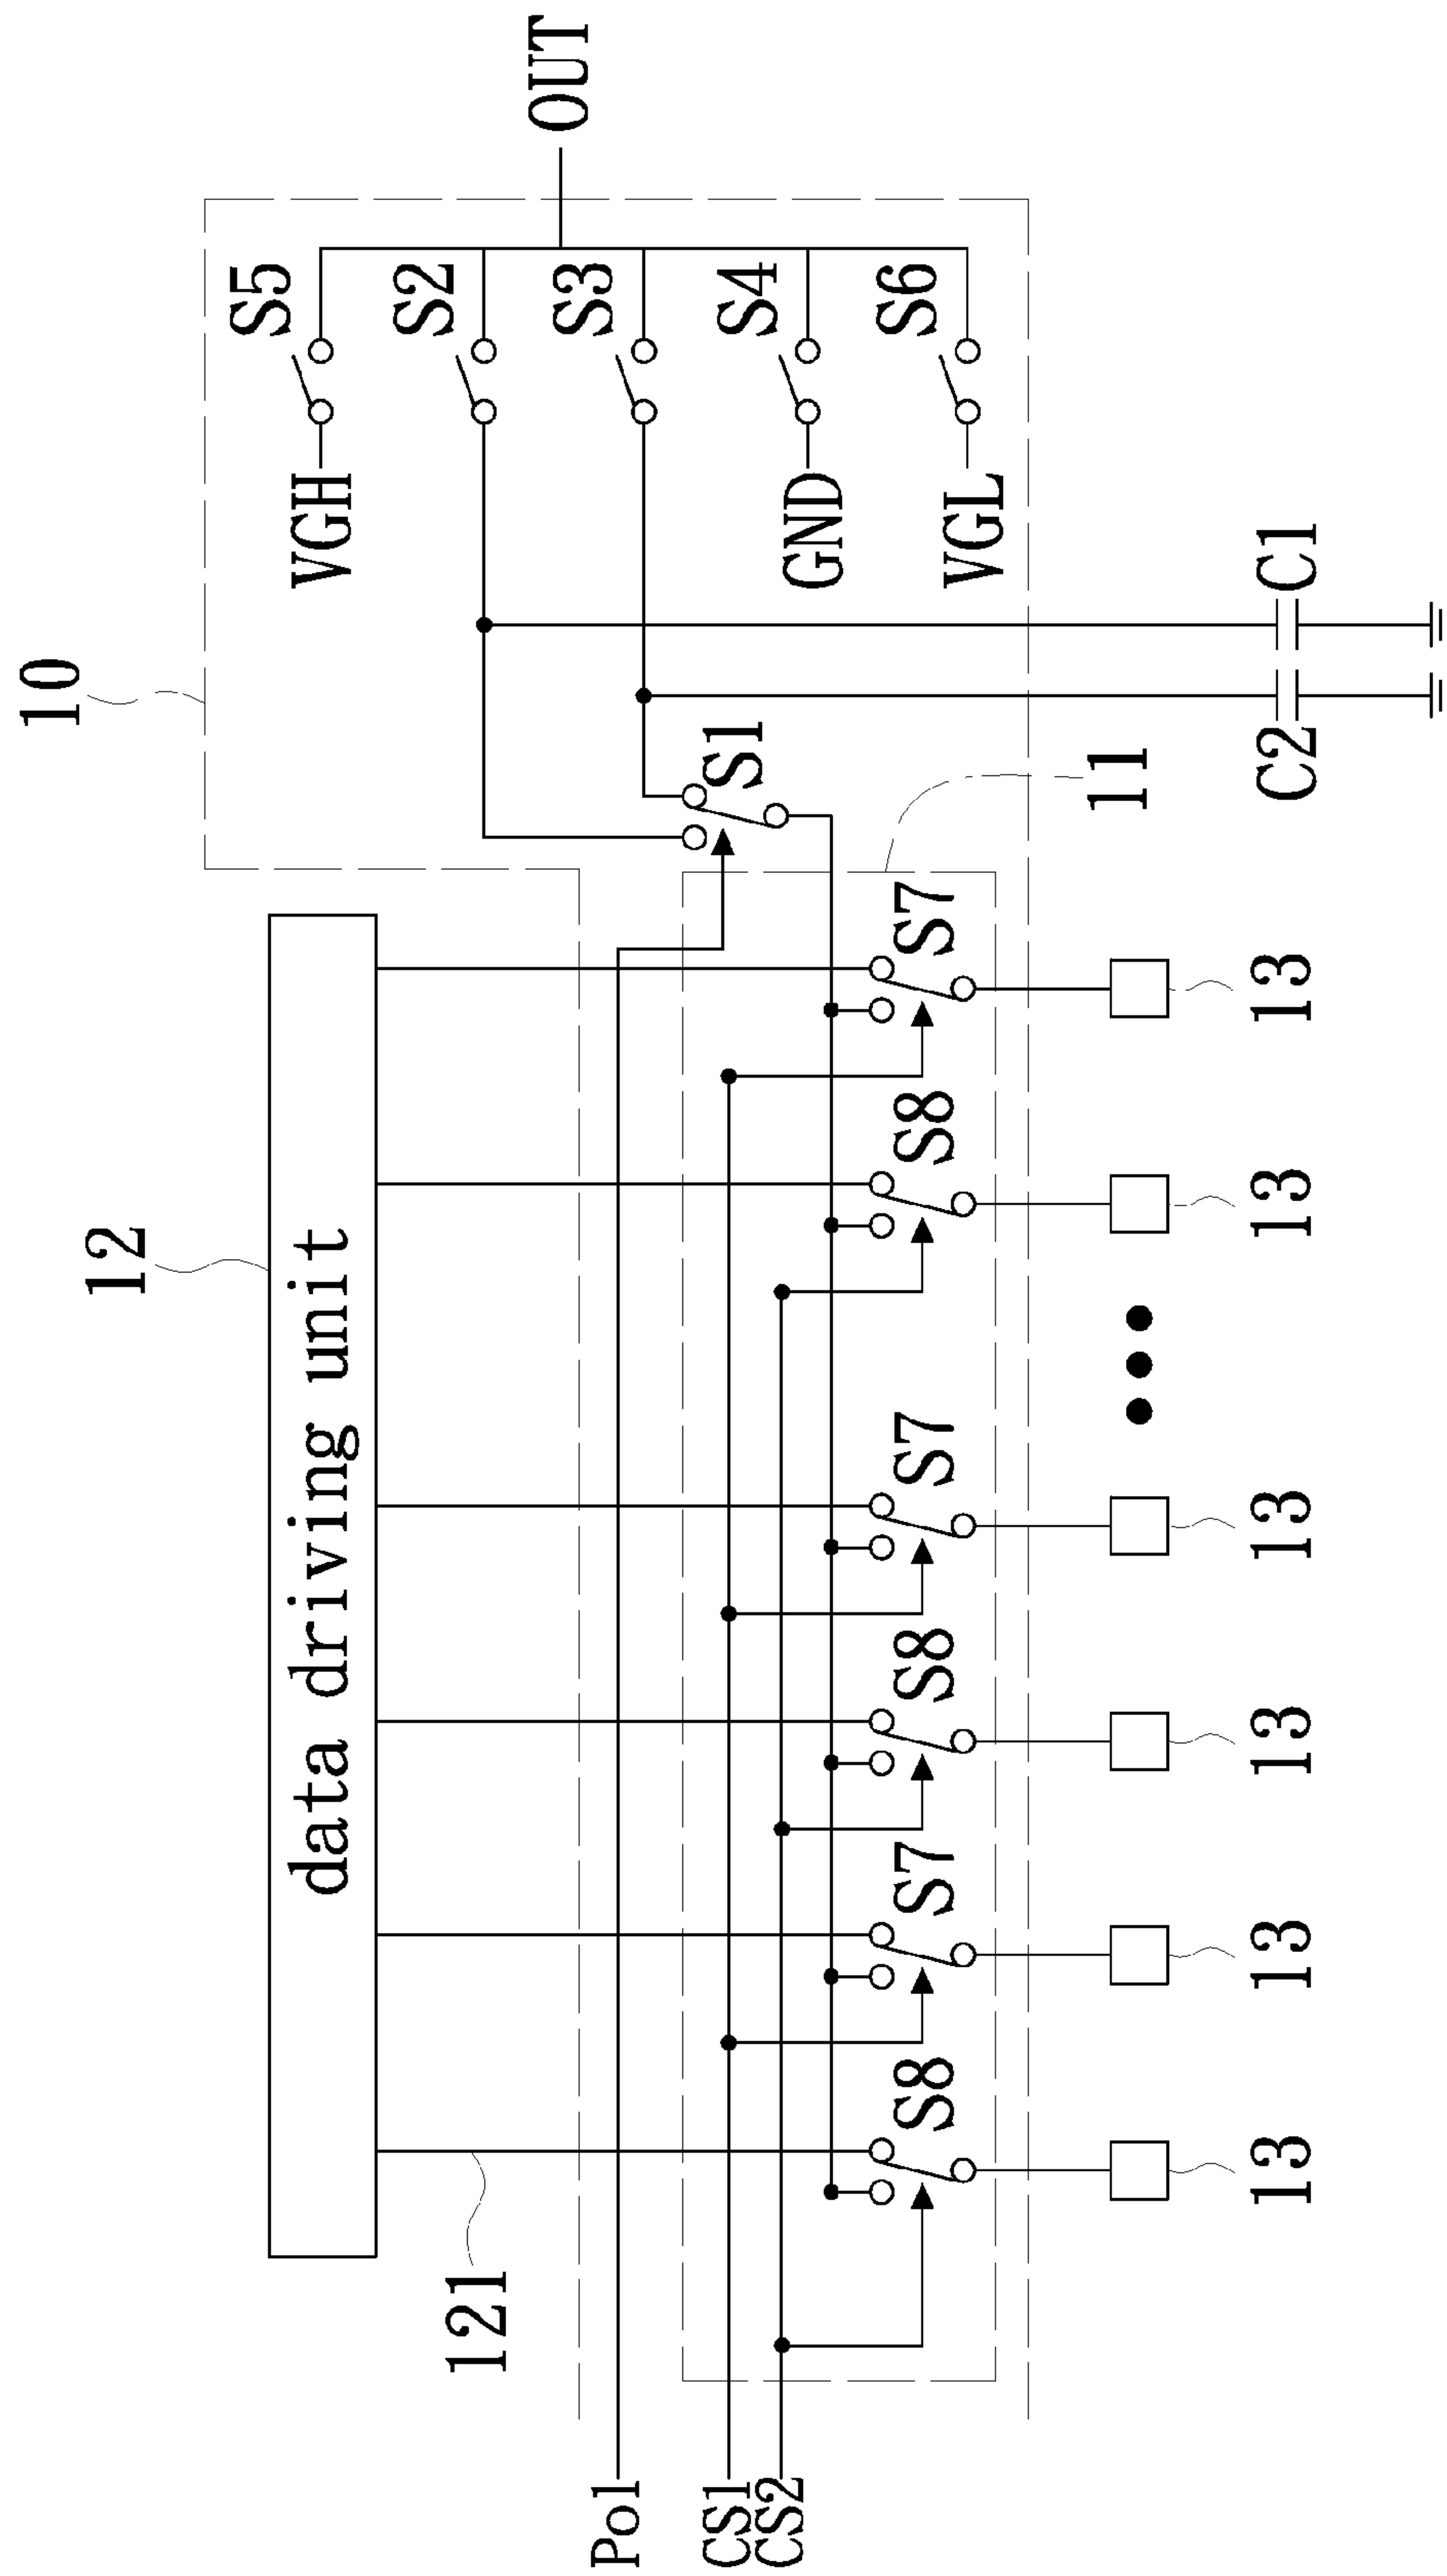 10
12
S5
data driving unit
VGH
S2
121
OUT
S3
Pol
CS1
S1
S4
CS2
GND
S6
S8 S7 S8 S7 S8 S7
VGL
11
13 13 13 13 13 13
C2 C1